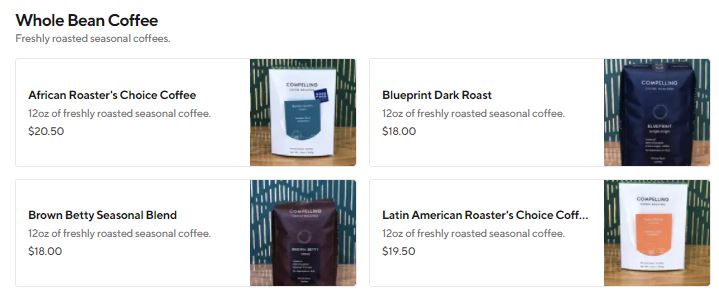 Whole Bean Coffee
Freshly roasted seasonal coffees.
African Roaster's Choice Coffee
12oz of freshly roasted seasonal coffee.
$20.50
COMPELLING
Blueprint Dark Roast
12oz of freshly roasted seasonal coffee.
$18.00
COMPELLING
COFFEE ROASTERS
BLUEPRINT
Brown Betty Seasonal Blend
12oz of freshly roasted seasonal coffee.
$18.00
COMPELLING
BROWN BETTY
Latin American Roaster's Choice Coff...
12oz of freshly roasted seasonal coffee.
$19.50
COMPELLING